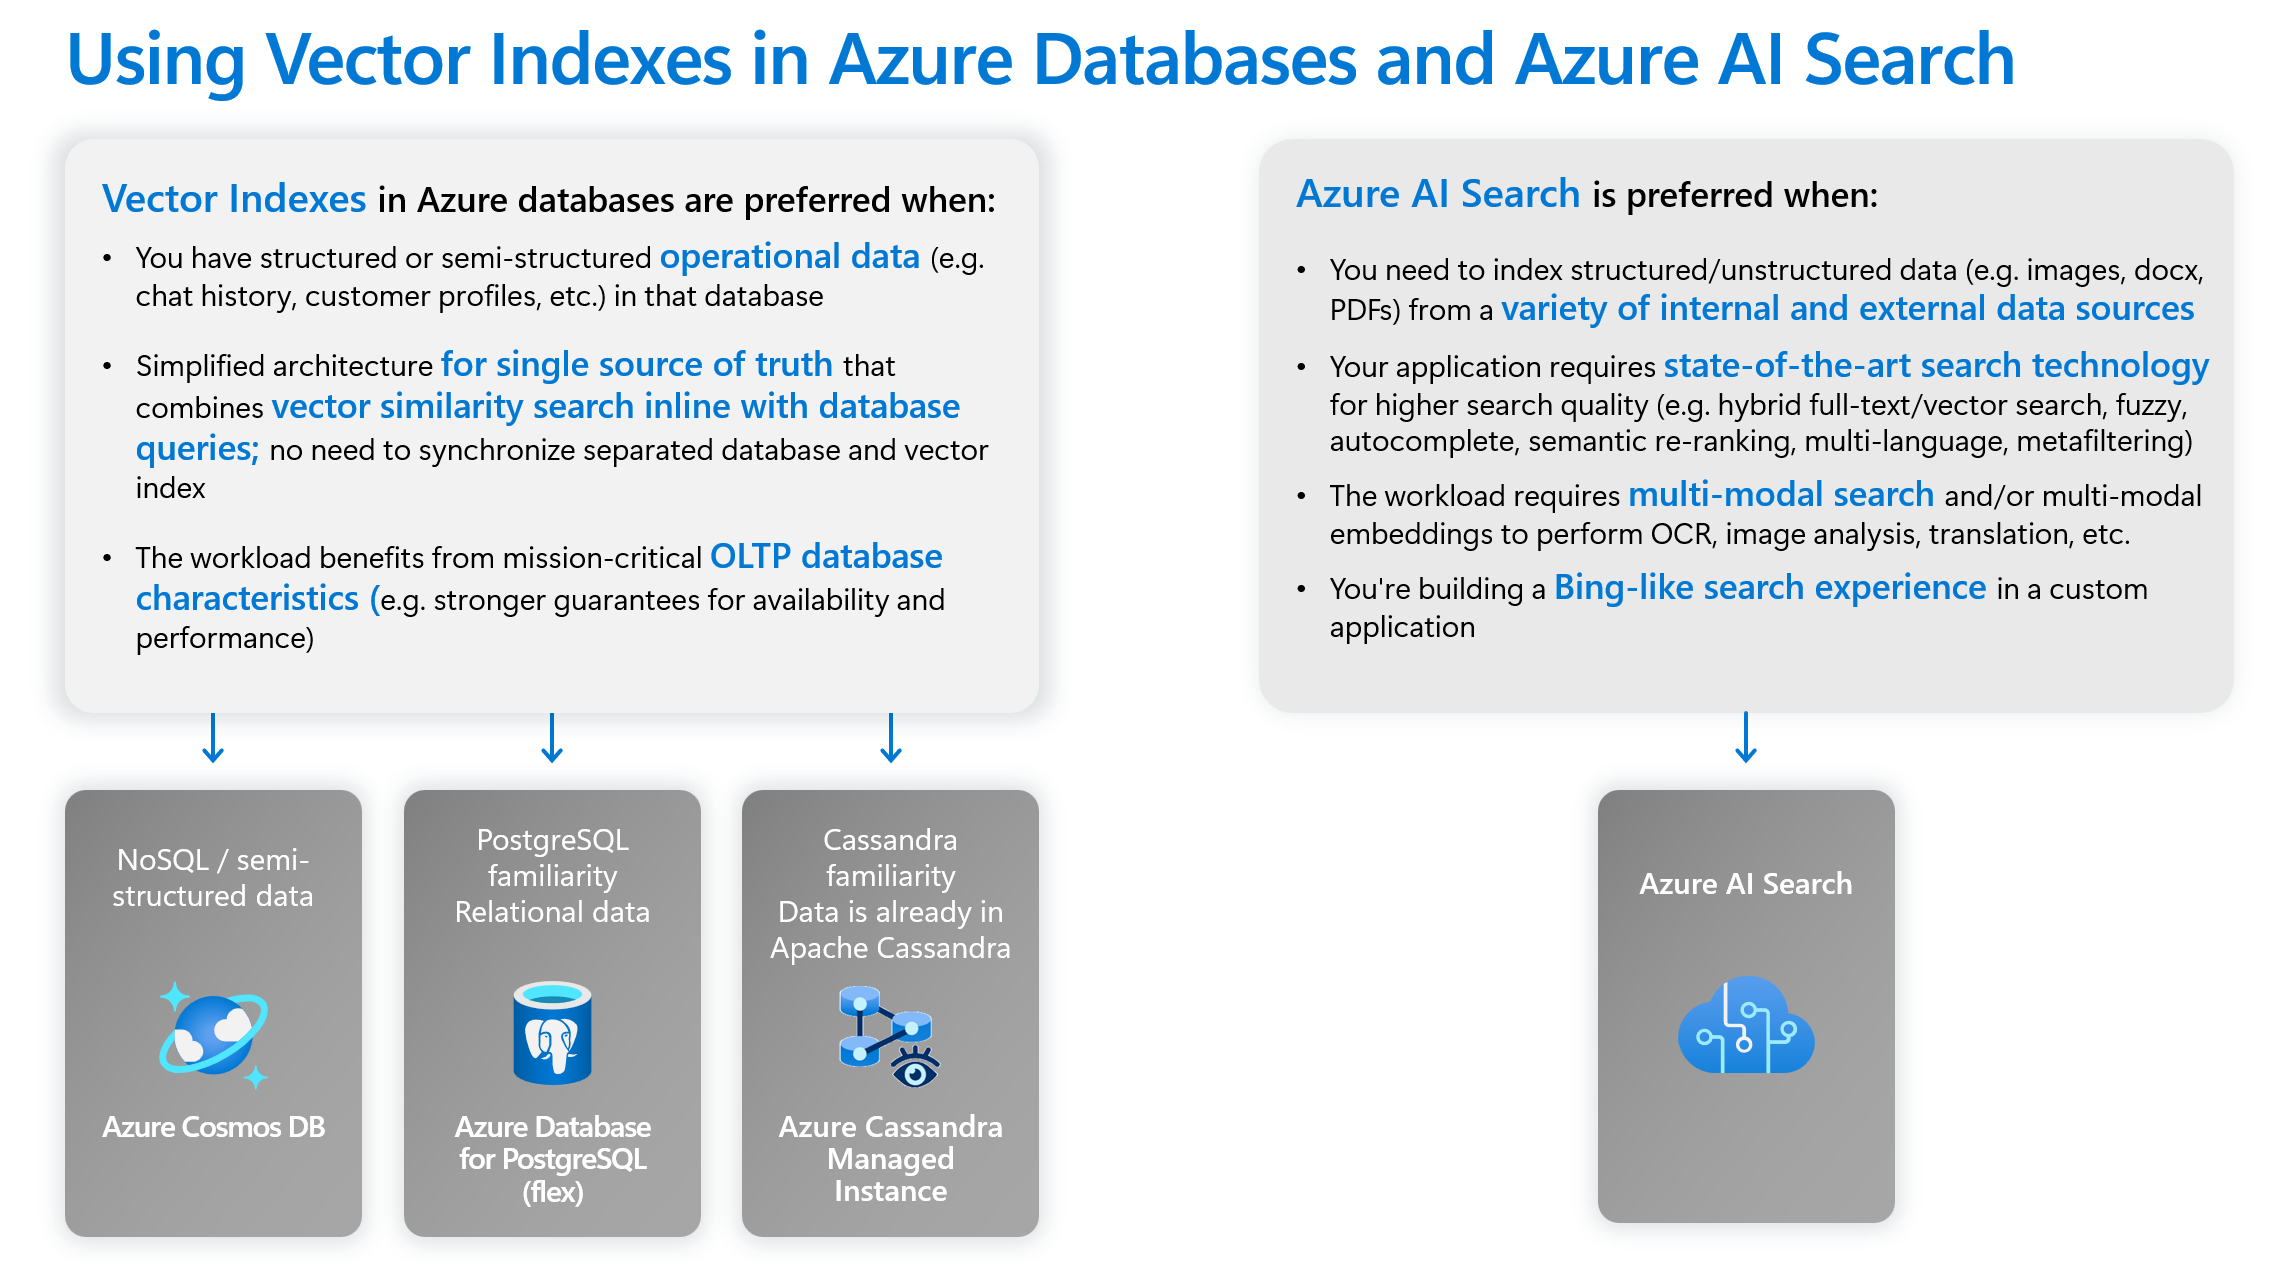 Using Vector Indexes in Azure Databases and Azure AI Search
Vector Indexes in Azure databases are preferred when:
• You have structured or semi-structured operational data (e.g.
chat history, customer profiles, etc.) in that database
• Simplified architecture for single source of truth that
combines vector similarity search inline with database
queries; no need to synchronize separated database and vector
index
• The workload benefits from mission-critical OLTP database
characteristics (e.g. stronger guarantees for availability and
performance)
Azure AI Search is preferred when:
• You need to index structured/unstructured data (e.g. images, docx,
PDFs) from a variety of internal and external data sources
• Your application requires state-of-the-art search technology
for higher search quality (e.g. hybrid full-text/vector search, fuzzy,
autocomplete, semantic re-ranking, multi-language, metafiltering)
• The workload requires multi-modal search and/or multi-modal
embeddings to perform OCR, image analysis, translation, etc.
• You're building a Bing-like search experience in a custom
application
NoSQL / semi-
structured data
Azure Cosmos DB
PostgreSQL
familiarity
Relational data
Azure Database
for PostgreSQL
(flex)
Cassandra
familiarity
Data is already in
Apache Cassandra
Azure Cassandra
Managed
Instance
Azure AI Search